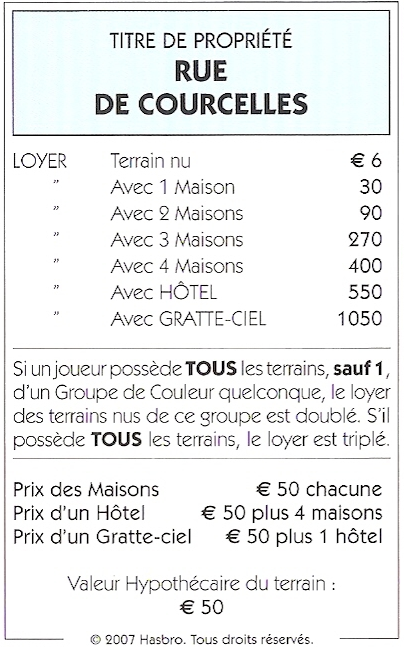 TITRE DE PROPRIÉTÉ
RUE
DE COURCELLES
LOYER Terrain nu € 6
" Avec 1 Maison 30
" Avec 2 Maisons 90
" Avec 3 Maisons 270
" Avec 4 Maisons 400
" Avec HÔTEL 550
" Avec GRATTE-CIEL 1050
Si un joueur possède TOUS les terrains, sauf 1,
d'un Groupe de Couleur quelconque, le loyer
des terrains nus de ce groupe est doublé. S'il
possède TOUS les terrains, le loyer est triplé.
Prix des Maisons € 50 chacune
Prix d'un Hôtel € 50 plus 4 maisons
Prix d'un Gratte-ciel € 50 plus 1 hôtel
Valeur Hypothécaire du terrain :
€ 50
© 2007 Hasbro. Tous droits réservés.